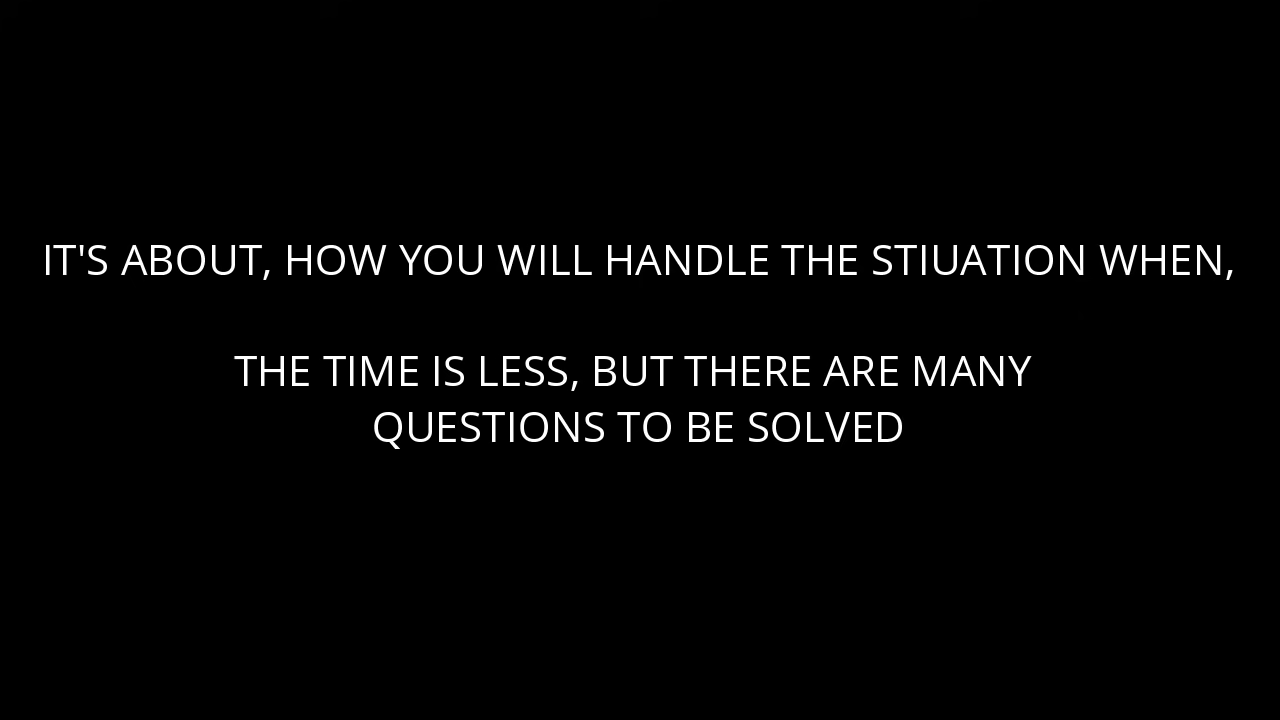 IT'S ABOUT, HOW YOU WILL HANDLE THE STIUATION WHEN,
THE TIME IS LESS, BUT THERE ARE MANY
QUESTIONS TO BE SOLVED